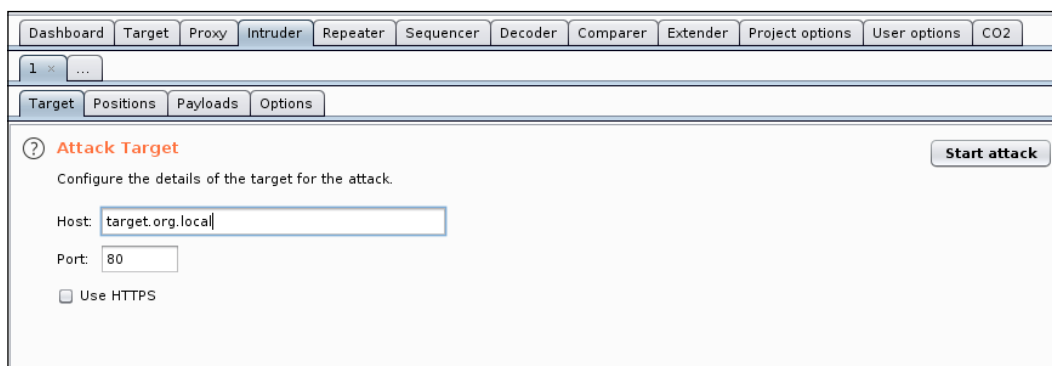 Dashboard Target Proxy Intruder Repeater Sequencer Decoder Comparer Extender Project options User options CO2
1 × ...
Target Positions Payloads Options
? Attack Target
Start attack
Configure the details of the target for the attack.
Host: target.org.local
Port: 80
Use HTTPS